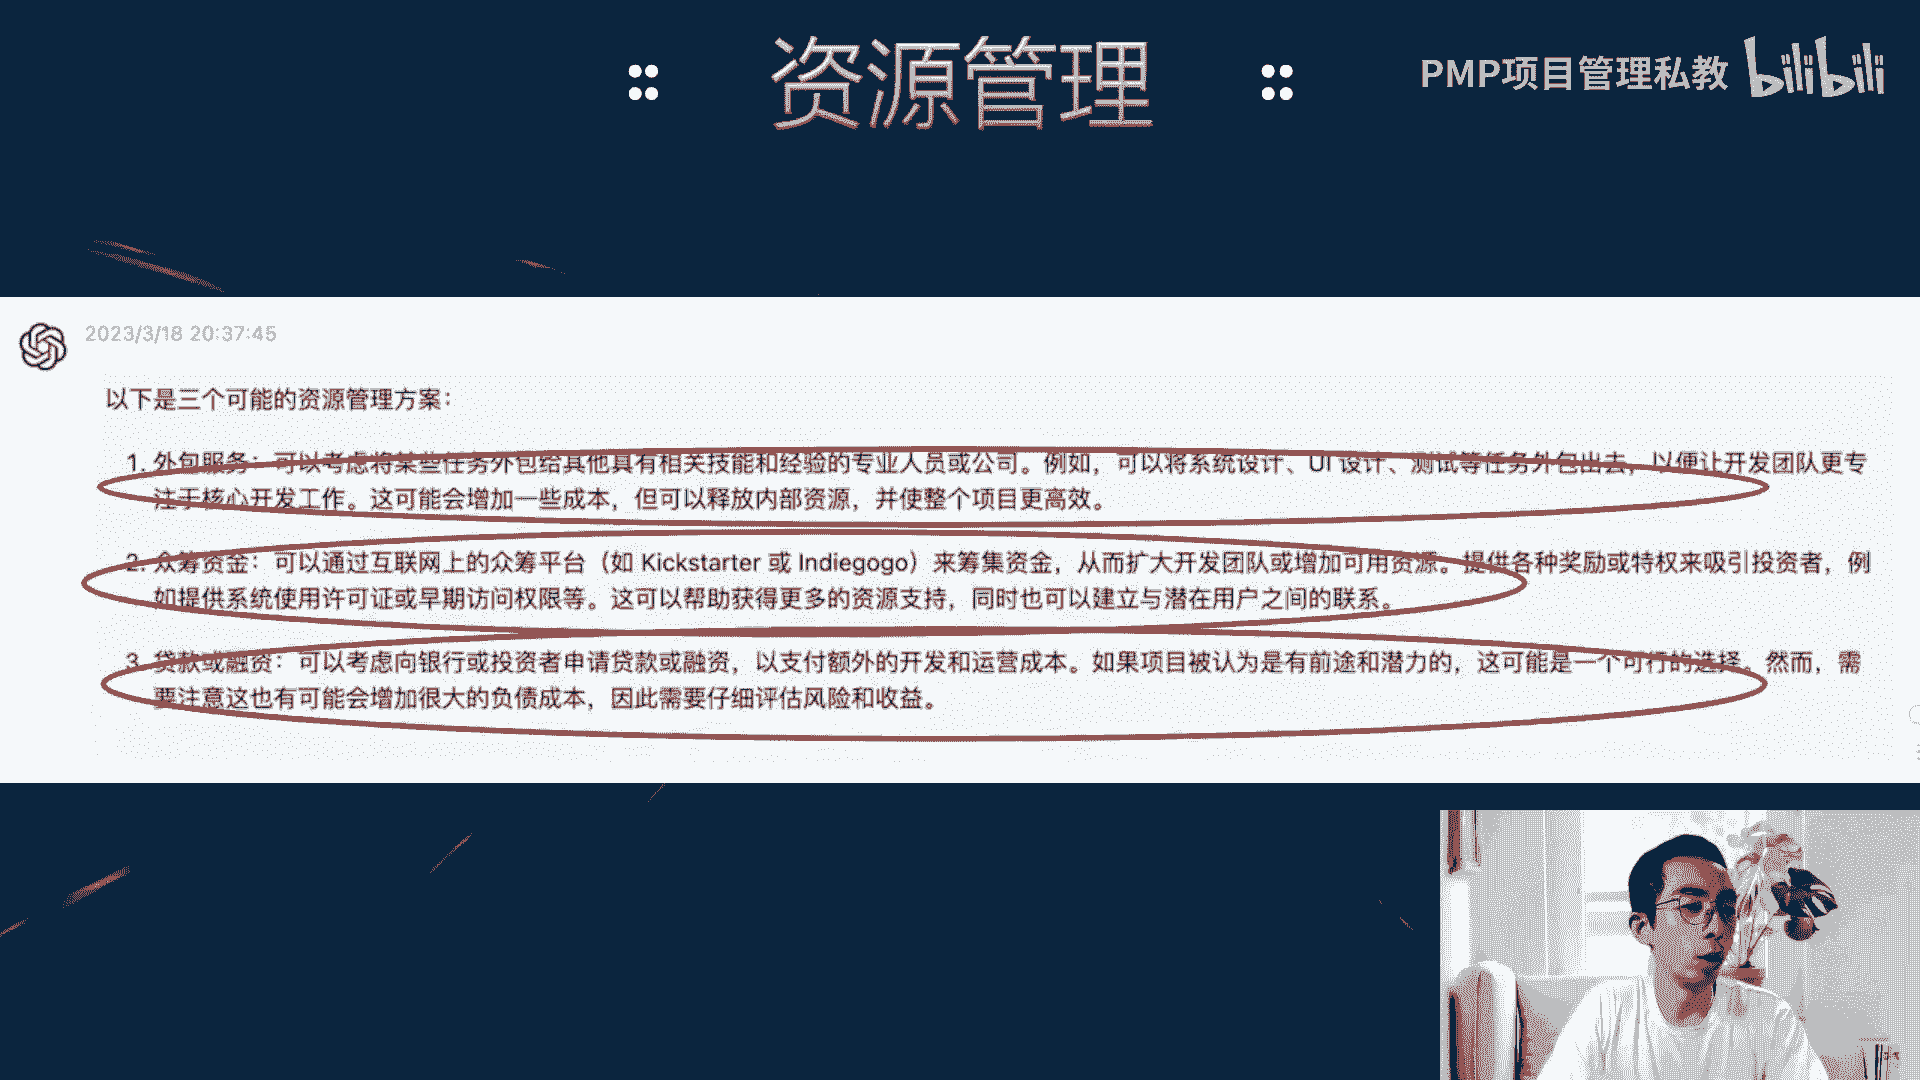 资源管理
PMP项目管理私教 bilibili
2023/3/18 20:37:45
以下是三个可能的资源管理方案：
1. 外包服务：可以考虑将某些任务外包给其他具有相关技能和经验的专业人员或公司。例如，可以将系统设计、UI 设计、测试等任务外包出去，以便让开发团队更专
注于核心开发工作。这可能会增加一些成本，但可以释放内部资源，并使整个项目更高效。
2. 众筹资金：可以通过互联网上的众筹平台（如 Kickstarter 或 Indiegogo）来筹集资金，从而扩大开发团队或增加可用资源。提供各种奖励或特权来吸引投资者，例
如提供系统使用许可证或早期访问权限等。这可以帮助获得更多的资源支持，同时也可以建立与潜在用户之间的联系。
3. 贷款或融资：可以考虑向银行或投资者申请贷款或融资，以支付额外的开发和运营成本。如果项目被认为是有前途和潜力的，这可能是一个可行的选择。然而，需
要注意这也有可能会增加很大的负债成本，因此需要仔细评估风险和收益。